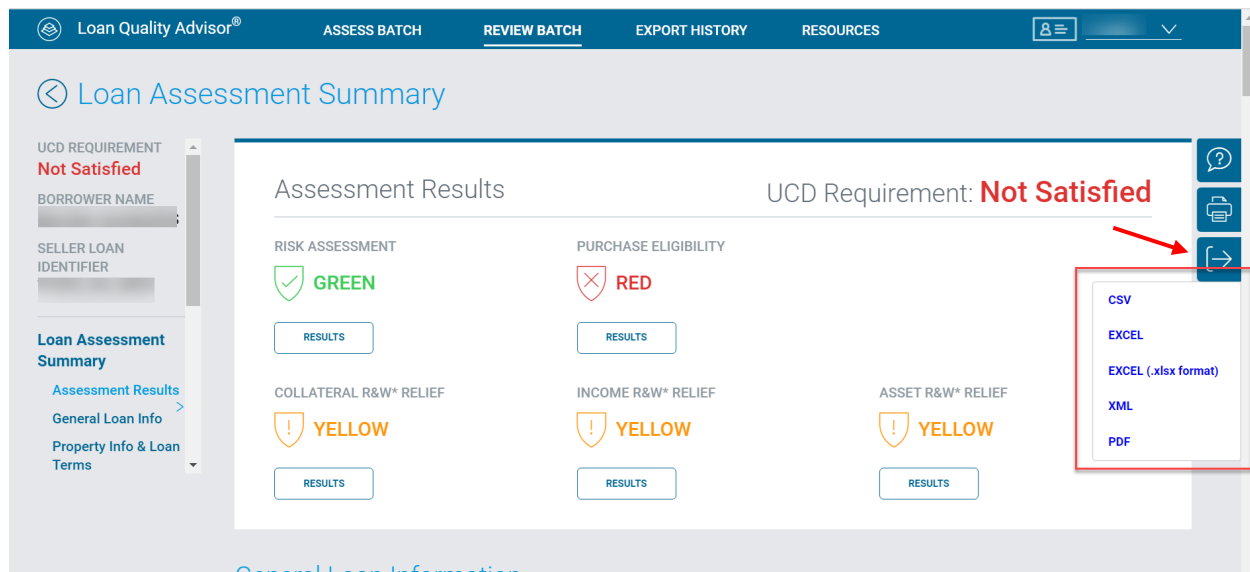 Loan Quality Advisor®
ASSESS BATCH
REVIEW BATCH
EXPORT HISTORY
RESOURCES
Loan Assessment Summary
UCD REQUIREMENT
Not Satisfied
BORROWER NAME
SELLER LOAN
IDENTIFIER
Loan Assessment
Summary
Assessment Results
General Loan Info
Property Info & Loan
Terms
Assessment Results
UCD Requirement: Not Satisfied
RISK ASSESSMENT
PURCHASE ELIGIBILITY
GREEN
RED
RESULTS
RESULTS
COLLATERAL R&W* RELIEF
INCOME R&W* RELIEF
ASSET R&W* RELIEF
YELLOW
YELLOW
YELLOW
RESULTS
RESULTS
RESULTS
CSV
EXCEL
EXCEL (.xlsx format)
XML
PDF
General Loan Information